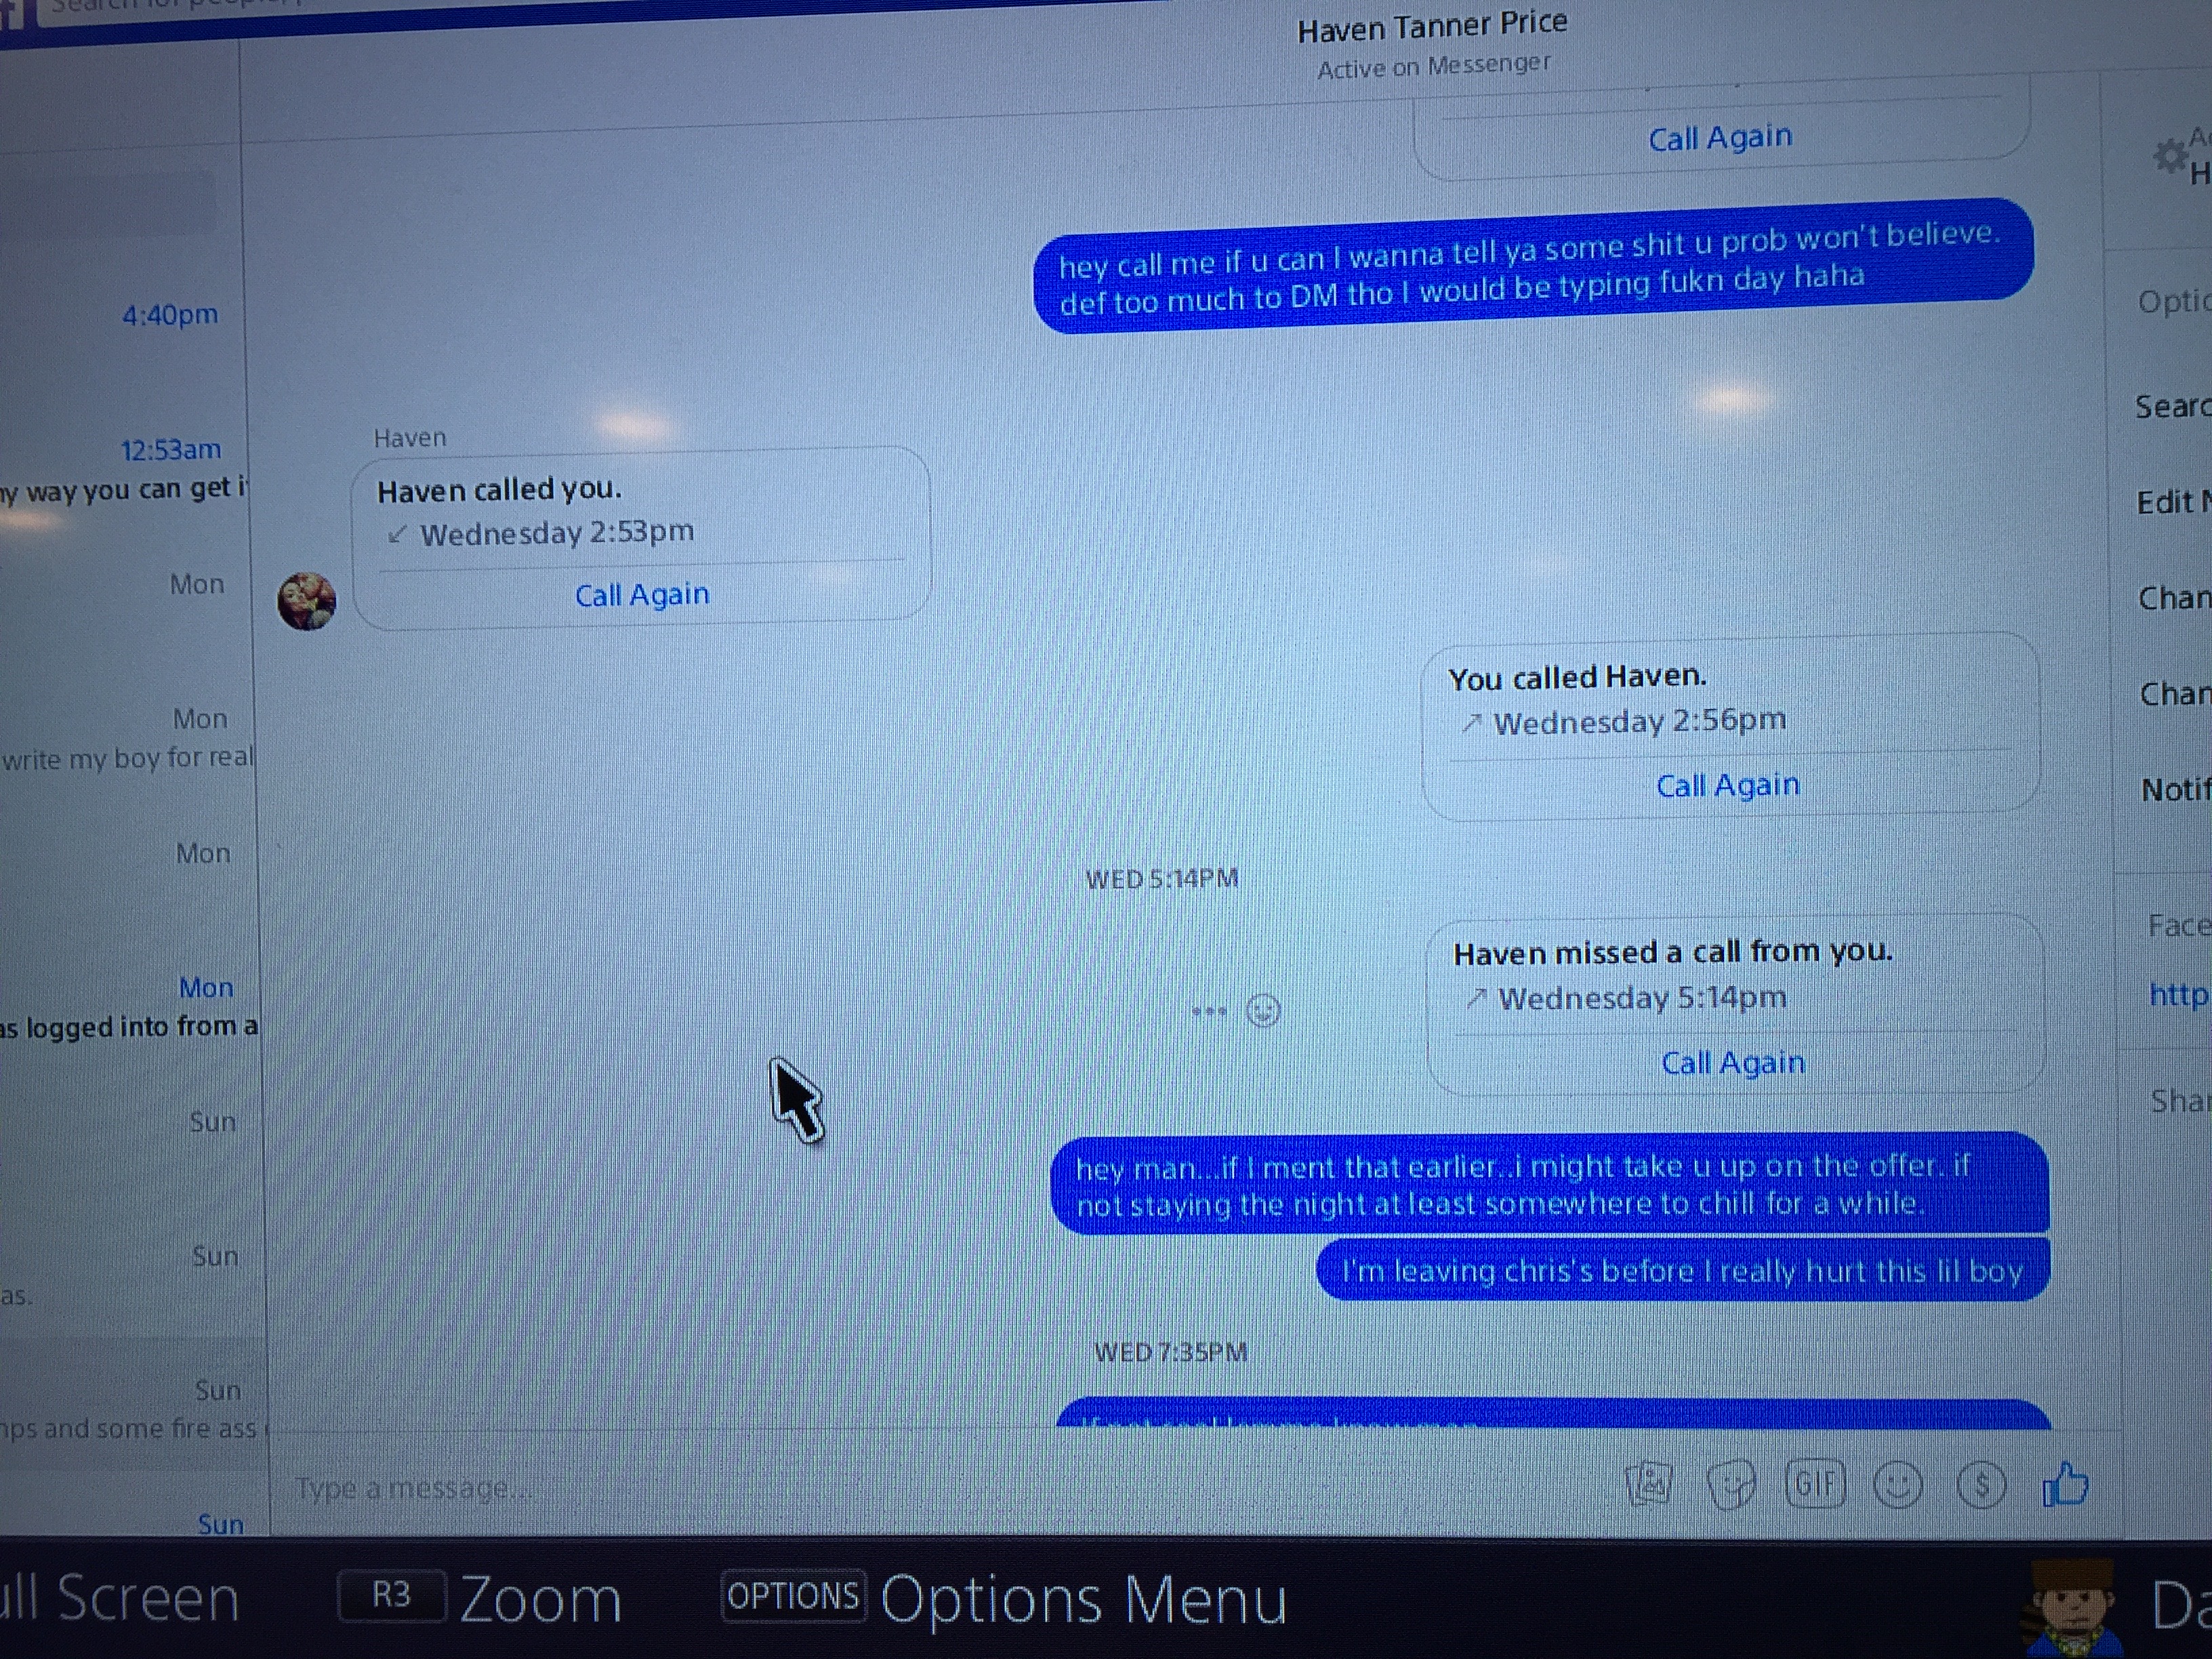 Search for people,
Haven Tanner Price
Active on Messenger
4:40pm
12:53am
way you can get
Mon
Mon
write my boy for real
Mon
Mon
logged into from a
Sun
Sun
as.
Sun
and some fire ass
Sun
Call Again
hey call me if u can I wanna tell ya some shit u prob won't believe.
def too much to DM tho I would be typing fukn day haha
Haven
Haven called you.
↙ Wednesday 2:53pm
Call Again
You called Haven.
↗ Wednesday 2:56pm
Call Again
WED 5:14PM
Haven missed a call from you.
↗ Wednesday 5:14pm
Call Again
hey man...if I ment that earlier..i might take u up on the offer. if
not staying the night at least somewhere to chill for a while.
I'm leaving chris's before I really hurt this lil boy
WED 7:35PM
Type a message...
GIF
$
H
Optio
Searc
Edit
Chan
Chan
Notif
Face
http
Shar
ull Screen
R3 Zoom
OPTIONS Options Menu
Da